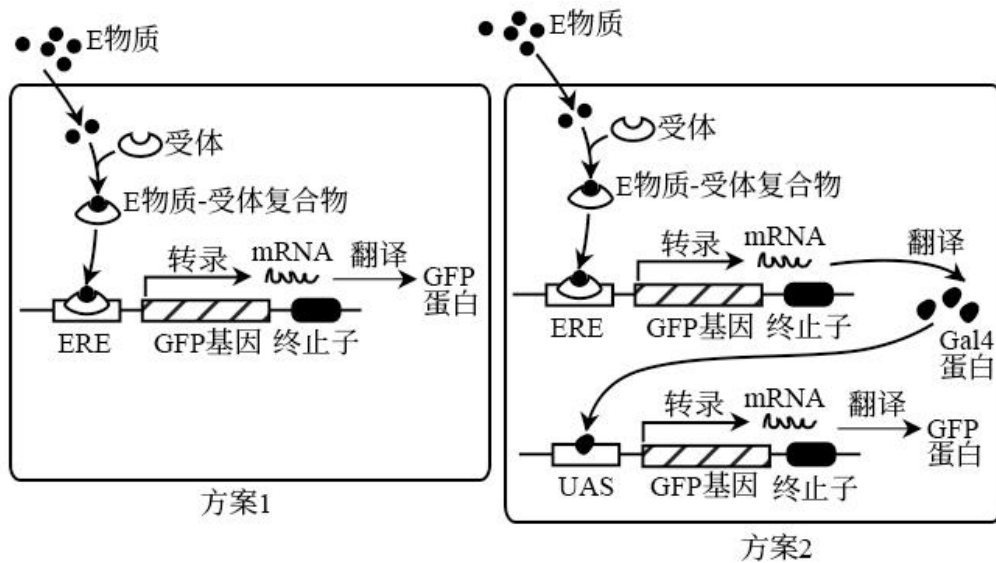 E物质
受体
E物质-受体复合物
转录 mRNA 翻译
GFP
蛋白
ERE GFP基因 终止子
方案1
E物质
受体
E物质-受体复合物
转录 mRNA 翻译
ERE GFP基因 终止子
Gal4
蛋白
转录 mRNA 翻译
GFP
蛋白
UAS GFP基因 终止子
方案2